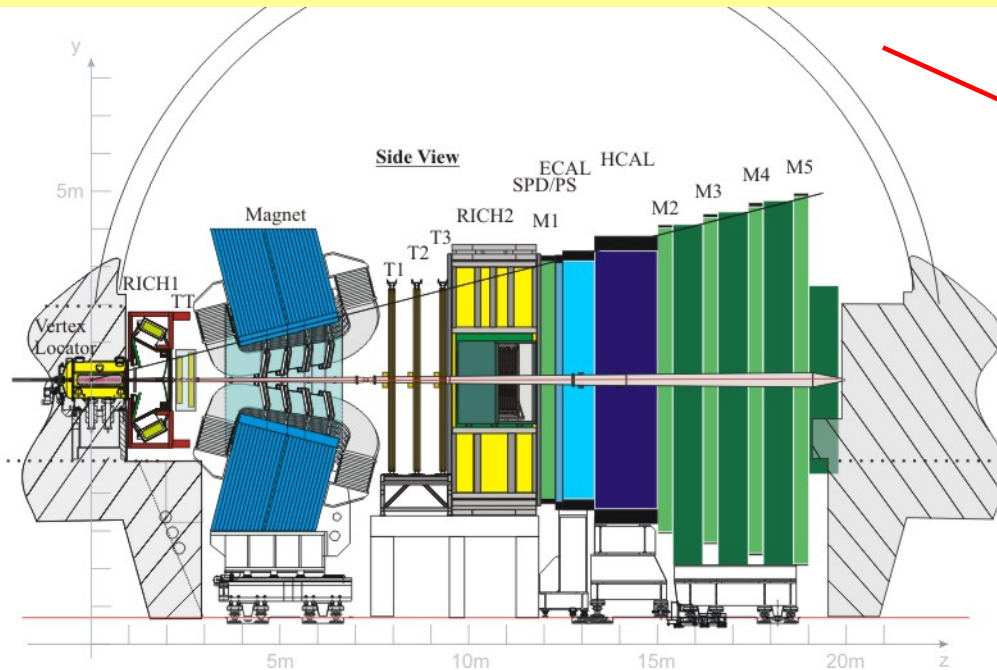 y
Side View
ECAL
HCAL
SPD/PS
M1
M2
M3
M4
M5
5m
Magnet
RICH2
T1
T2
T3
RICH1
TT
Vertex
Locator
5m
10m
15m
20m
z